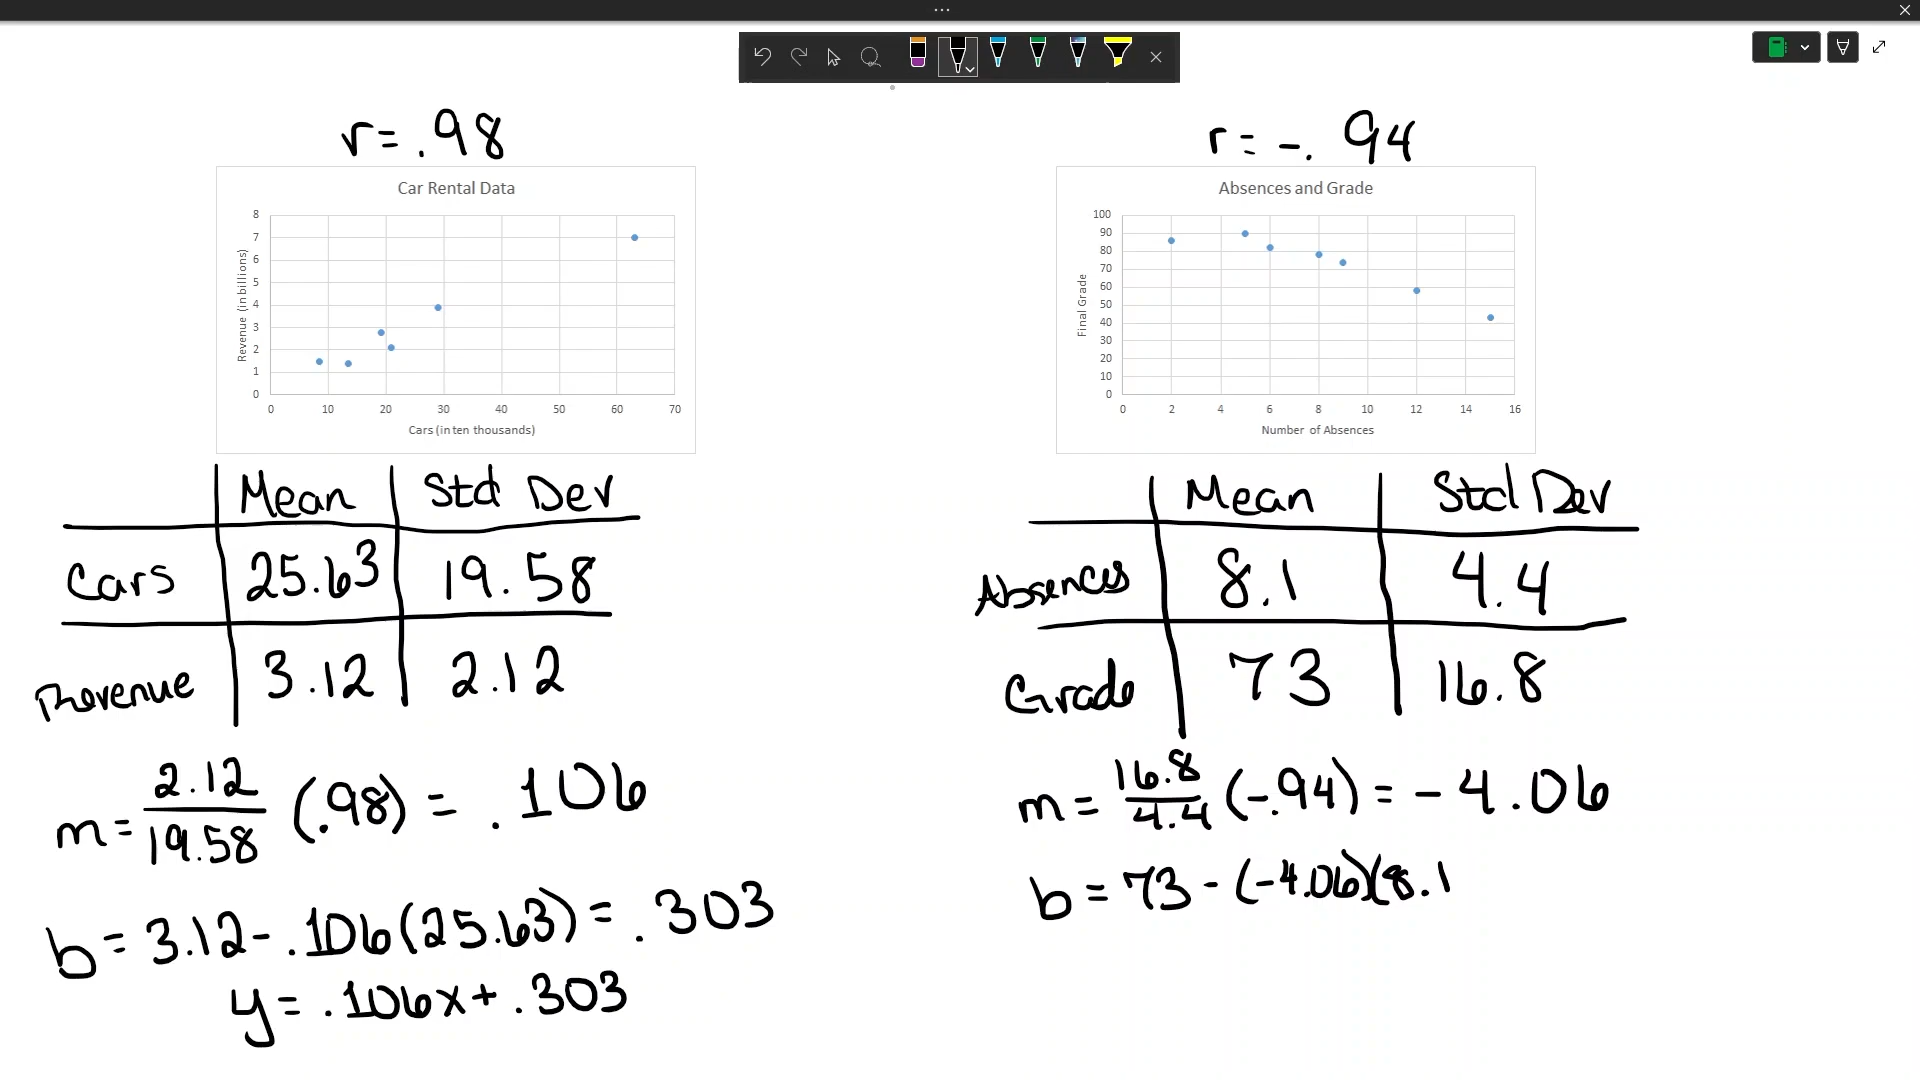 r = .98
Car Rental Data
Revenue (in billions)
8
7
6
5
4
3
2
1
0
0 10 20 30 40 50 60 70
Cars (in ten thousands)
Mean Std Dev
Cars 25.63 19.58
Revenue 3.12 2.12
m = 2.12/19.58 (.98) = .106
b = 3.12 - .106(25.63) = .303
y = .106x + .303
r = -.94
Absences and Grade
Final Grade
100
90
80
70
60
50
40
30
20
10
0
0 2 4 6 8 10 12 14 16
Number of Absences
Mean Std Dev
Absences 8.1 4.4
Grade 73 16.8
m = 16.8/4.4 (-.94) = -4.06
b = 73 - (-4.06)(8.1